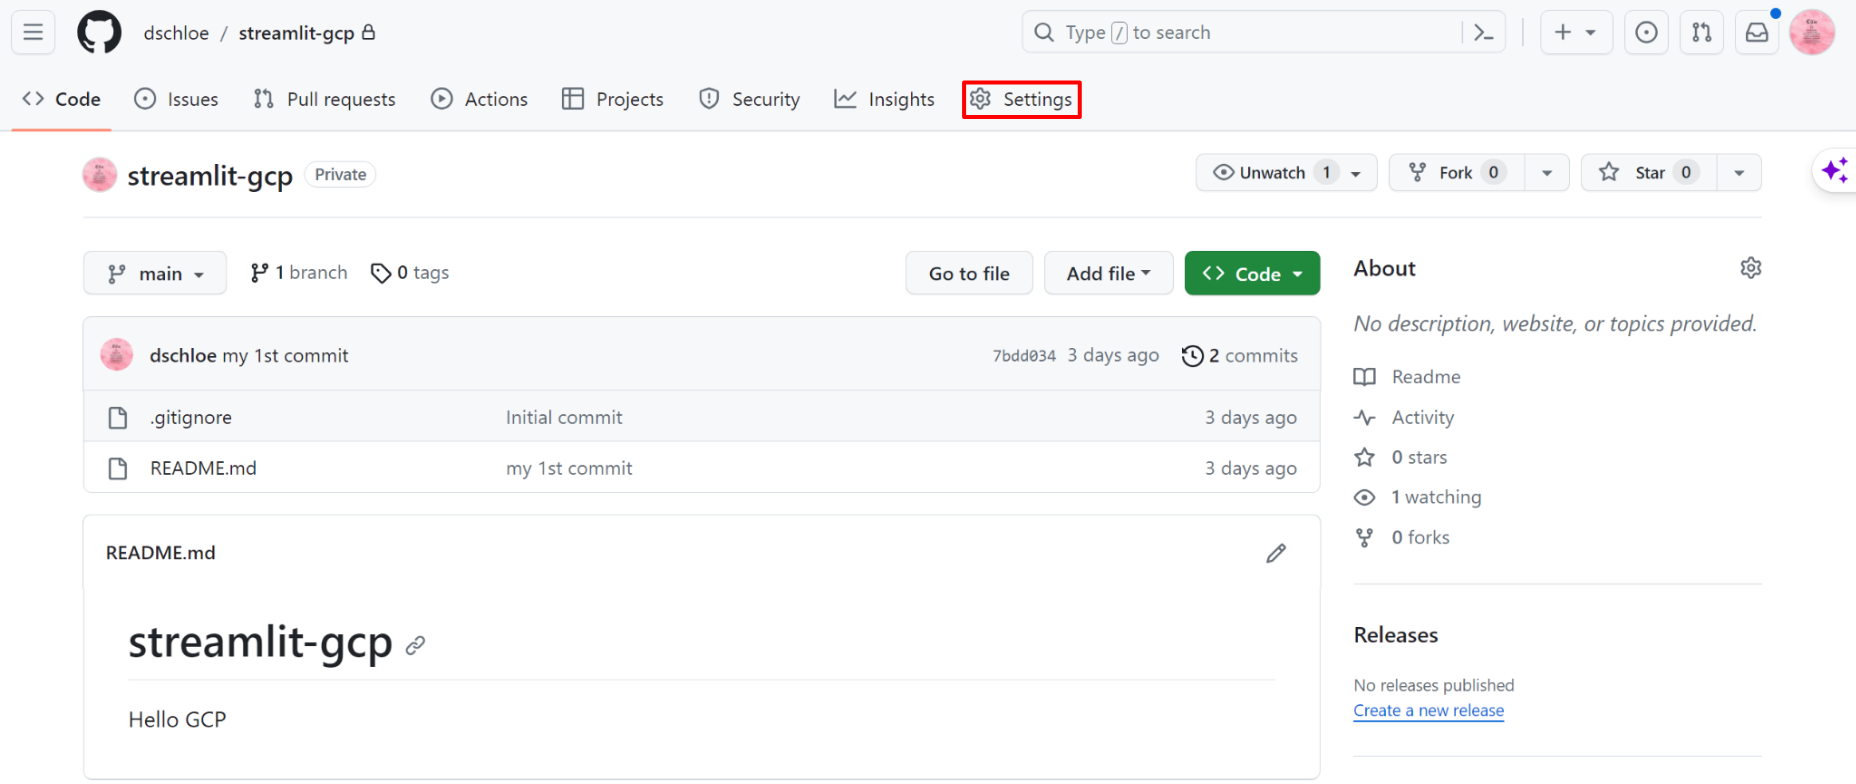 dschloe / streamlit-gcp
Type / to search
Code
Issues
Pull requests
Actions
Projects
Security
Insights
Settings
streamlit-gcp Private
Unwatch 1
Fork 0
Star 0
main
1 branch
0 tags
Go to file
Add file
Code
dschloe my 1st commit 7bdd034 3 days ago 2 commits
.gitignore Initial commit 3 days ago
README.md my 1st commit 3 days ago
README.md
streamlit-gcp
Hello GCP
About
No description, website, or topics provided.
Readme
Activity
0 stars
1 watching
0 forks
Releases
No releases published
Create a new release